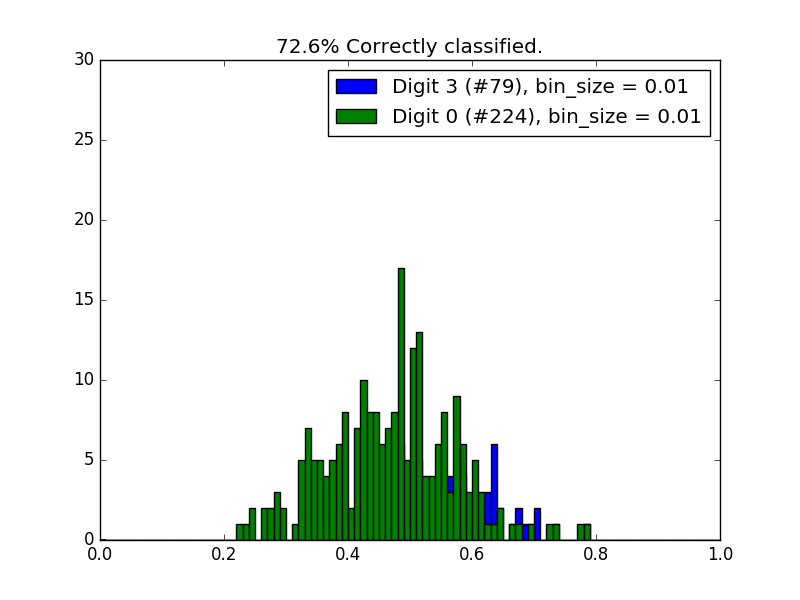 72.6% Correctly classified.
Digit 3 (#79), bin_size = 0.01
Digit 0 (#224), bin_size = 0.01
30
25
20
15
10
5
0
0.0 0.2 0.4 0.6 0.8 1.0